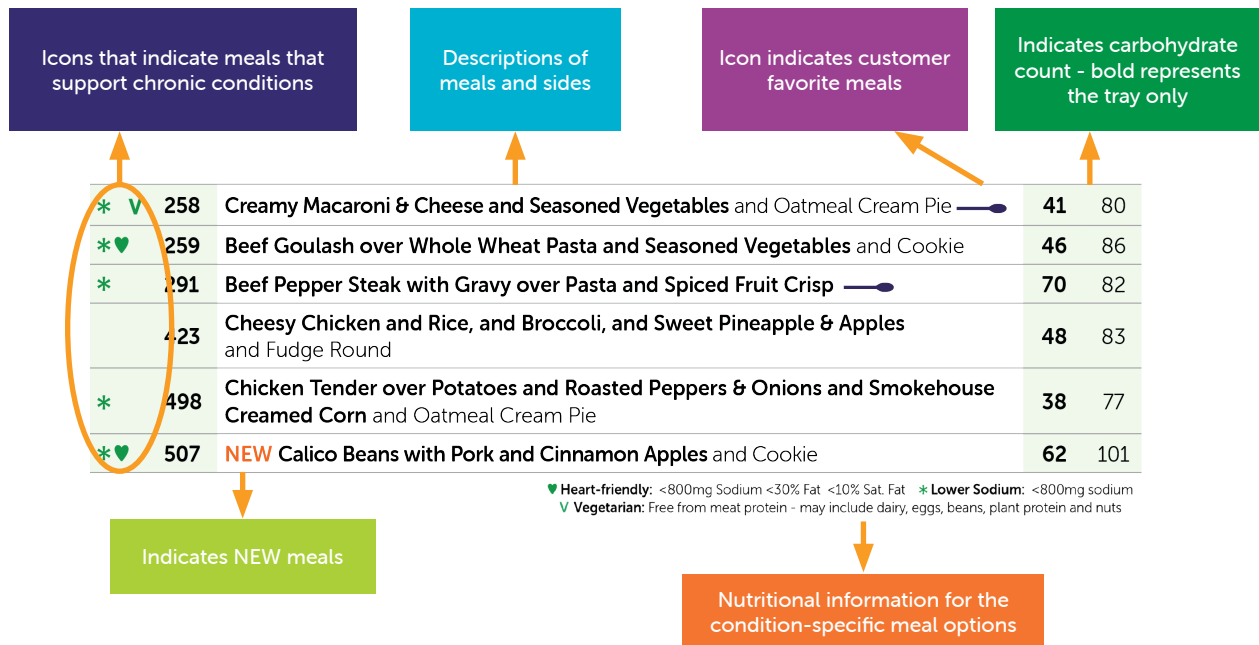 Icons that indicate meals that
support chronic conditions
Descriptions of
meals and sides
Icon indicates customer
favorite meals
Indicates carbohydrate
count - bold represents
the tray only
* V 258 Creamy Macaroni & Cheese and Seasoned Vegetables and Oatmeal Cream Pie 41 80
*♥ 259 Beef Goulash over Whole Wheat Pasta and Seasoned Vegetables and Cookie 46 86
* 291 Beef Pepper Steak with Gravy over Pasta and Spiced Fruit Crisp 70 82
423 Cheesy Chicken and Rice, and Broccoli, and Sweet Pineapple & Apples 48 83
and Fudge Round
* 498 Chicken Tender over Potatoes and Roasted Peppers & Onions and Smokehouse 38 77
Creamed Corn and Oatmeal Cream Pie
*♥ 507 NEW Calico Beans with Pork and Cinnamon Apples and Cookie 62 101
♥ Heart-friendly: <800mg Sodium <30% Fat <10% Sat. Fat * Lower Sodium: <800mg sodium
V Vegetarian: Free from meat protein - may include dairy, eggs, beans, plant protein and nuts
Indicates NEW meals
Nutritional information for the
condition-specific meal options